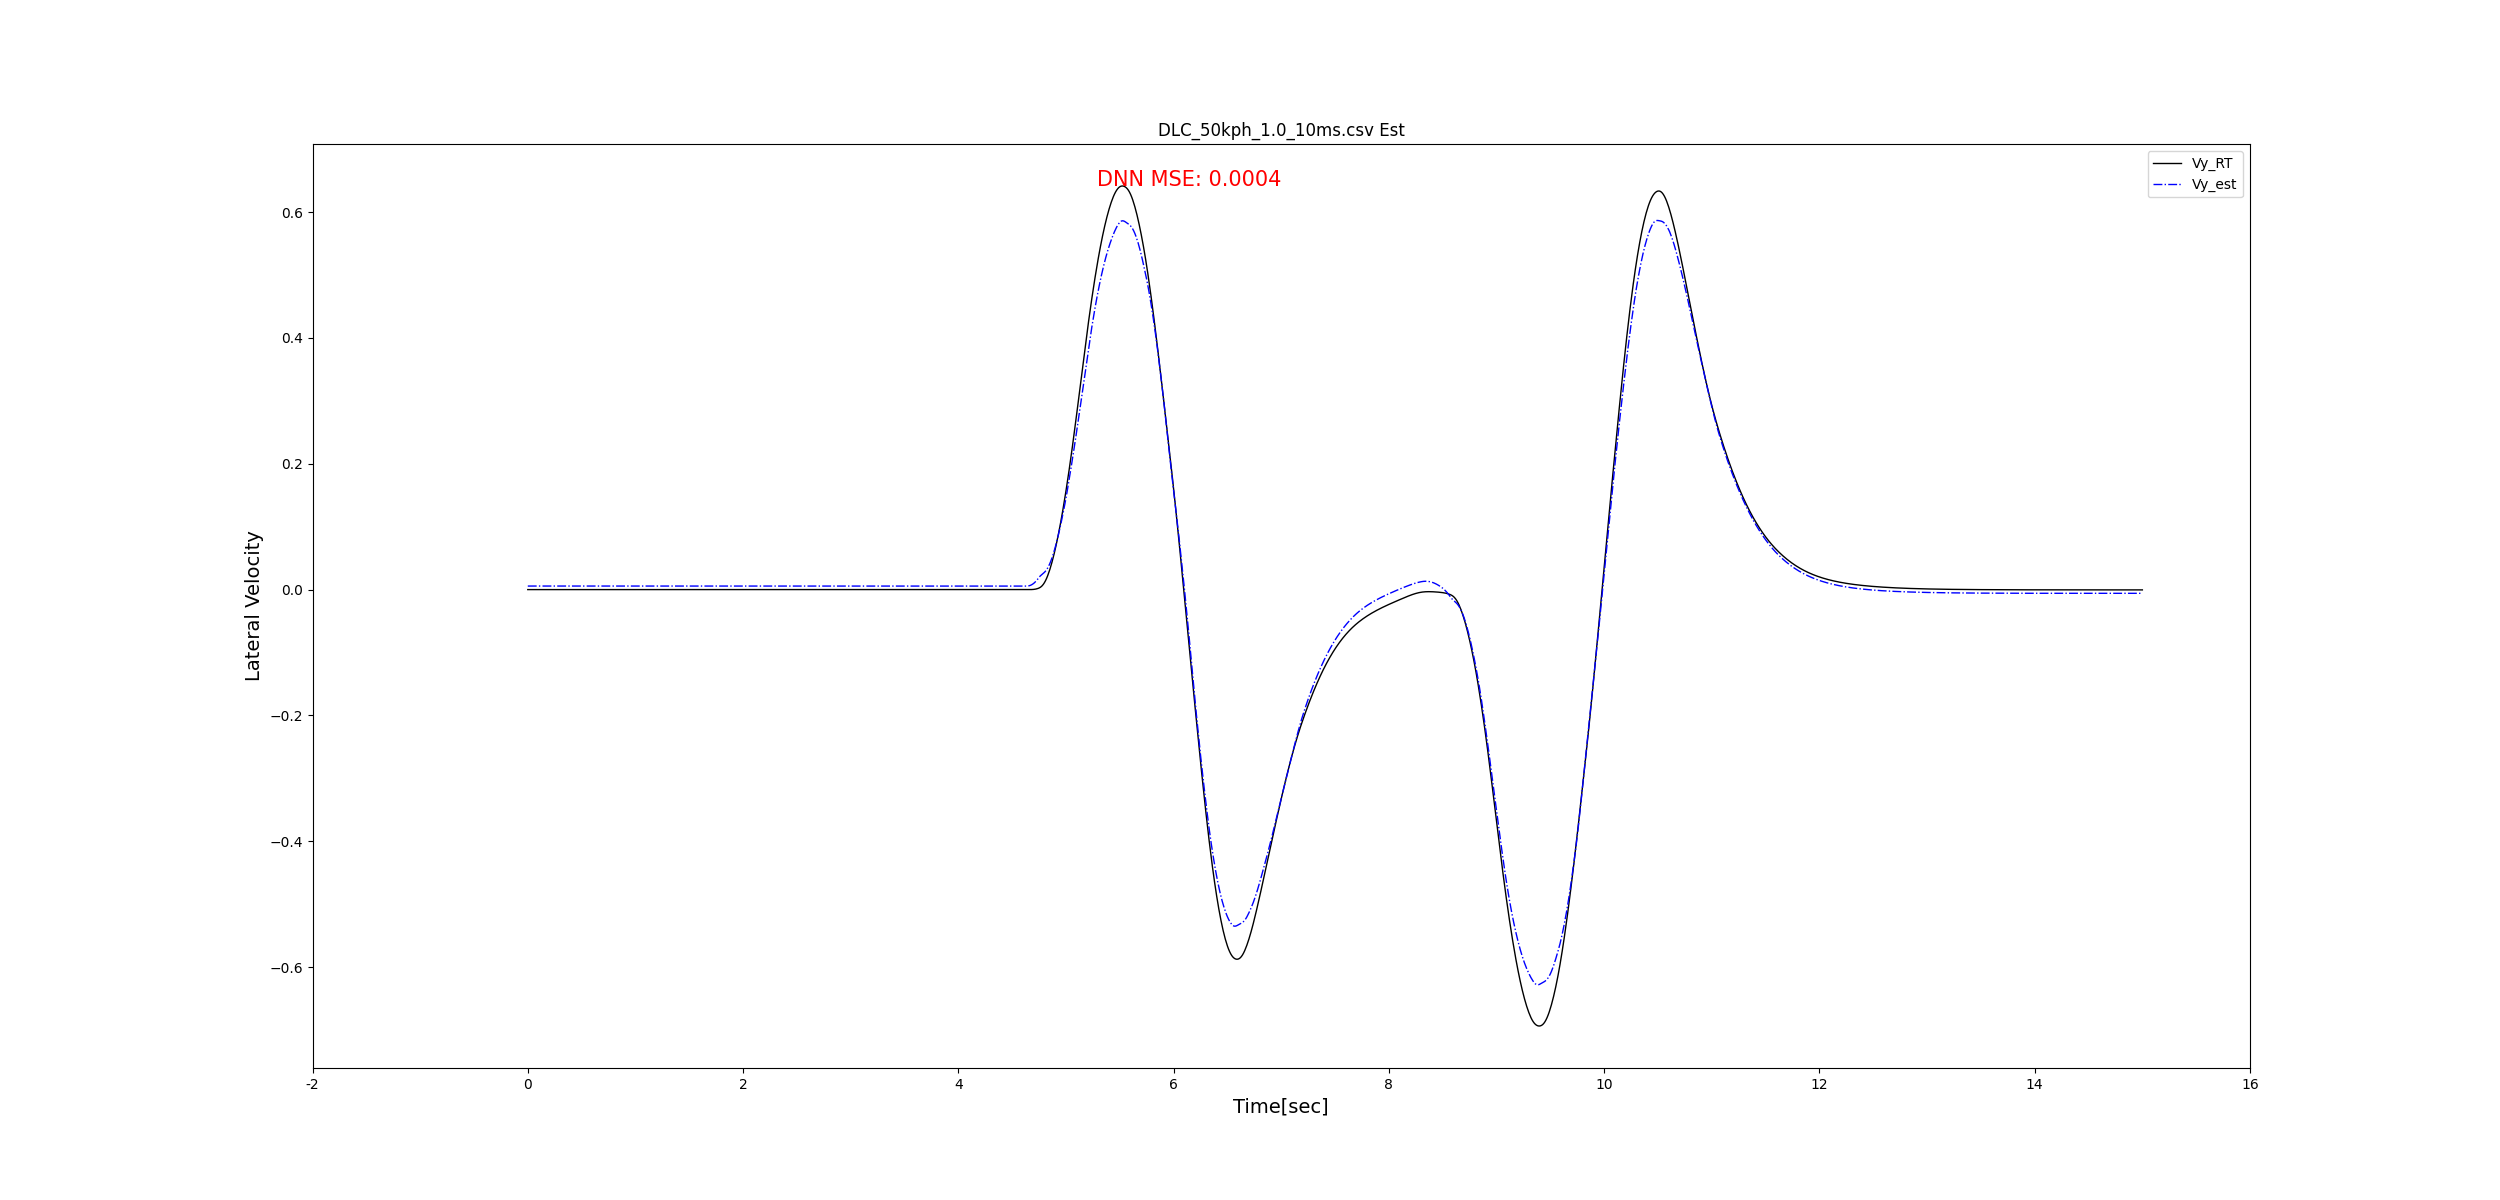 DLC_50kph_1.0_10ms.csv Est
DNN MSE: 0.0004
Vy_RT
Vy_est
Lateral Velocity
0.6
0.4
0.2
0.0
−0.2
−0.4
−0.6
-2
0
2
4
6
8
10
12
14
16
Time[sec]